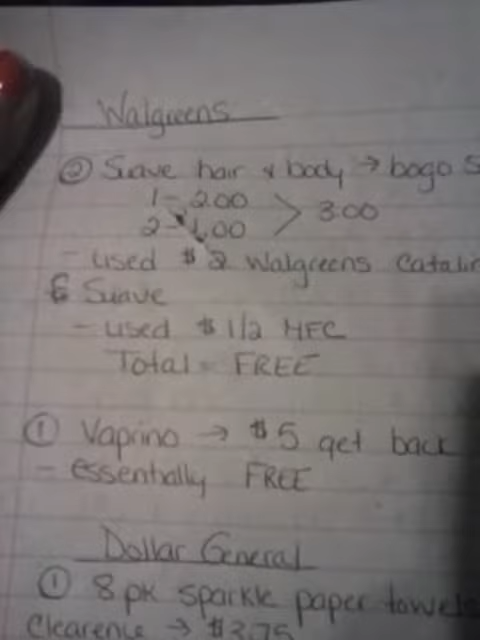 Walgreens
② Suave hair & body → bogo 5
1 - 2.00
2 - 1.00 > 3.00
- used $2 Walgreens Catalin
& Suave
- used $1/2 MFC
Total = FREE
① Vaprino → $5 get back
- essentially FREE
Dollar General
① 8pk sparkle paper towels
Clearence → $3.75